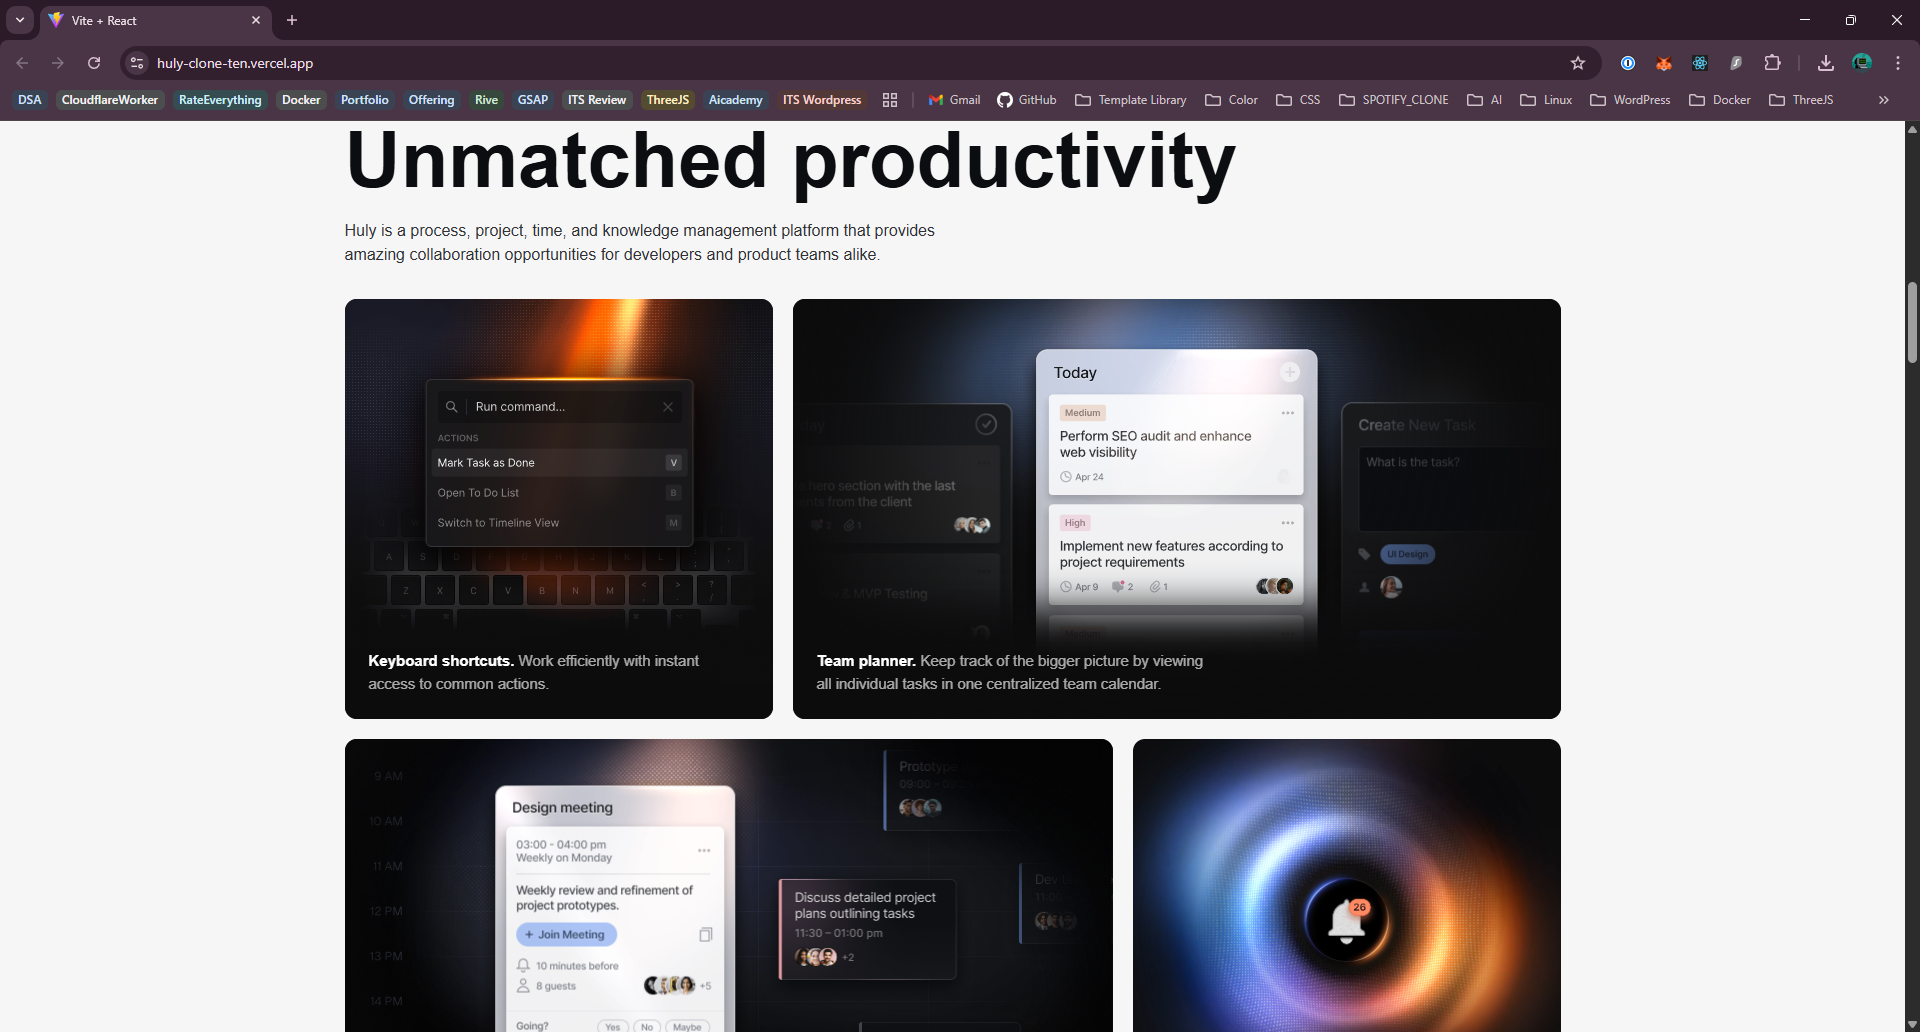 Vite + React
huly-clone-ten.vercel.app
DSA CloudflareWorker RateEverything Docker Portfolio Offering Rive GSAP ITS Review ThreeJS Aicademy ITS Wordpress Gmail GitHub Template Library Color CSS SPOTIFY_CLONE AI Linux WordPress Docker ThreeJS
Unmatched productivity
Huly is a process, project, time, and knowledge management platform that provides
amazing collaboration opportunities for developers and product teams alike.
Run command...
ACTIONS
Mark Task as Done V
Open To Do List B
Switch to Timeline View M
A S D F G H J K L ;
Z X C V B N M < > ? /
Keyboard shortcuts. Work efficiently with instant
access to common actions.
day
hero section with the last
nts from the client
2 1
& MVP Testing
Today
Medium
Perform SEO audit and enhance
web visibility
Apr 24
High
Implement new features according to
project requirements
Apr 9 2 1
Medium
Create New Task
What is the task?
UI Design
Team planner. Keep track of the bigger picture by viewing
all individual tasks in one centralized team calendar.
9 AM
10 AM
11 AM
12 PM
13 PM
14 PM
Design meeting
03:00 - 04:00 pm
Weekly on Monday
Weekly review and refinement of
project prototypes.
+ Join Meeting
10 minutes before
8 guests +5
Going? Yes No Maybe
Prototype
09:00 -
Discuss detailed project
plans outlining tasks
11:30 – 01:00 pm
+2
Dev
11:00
26